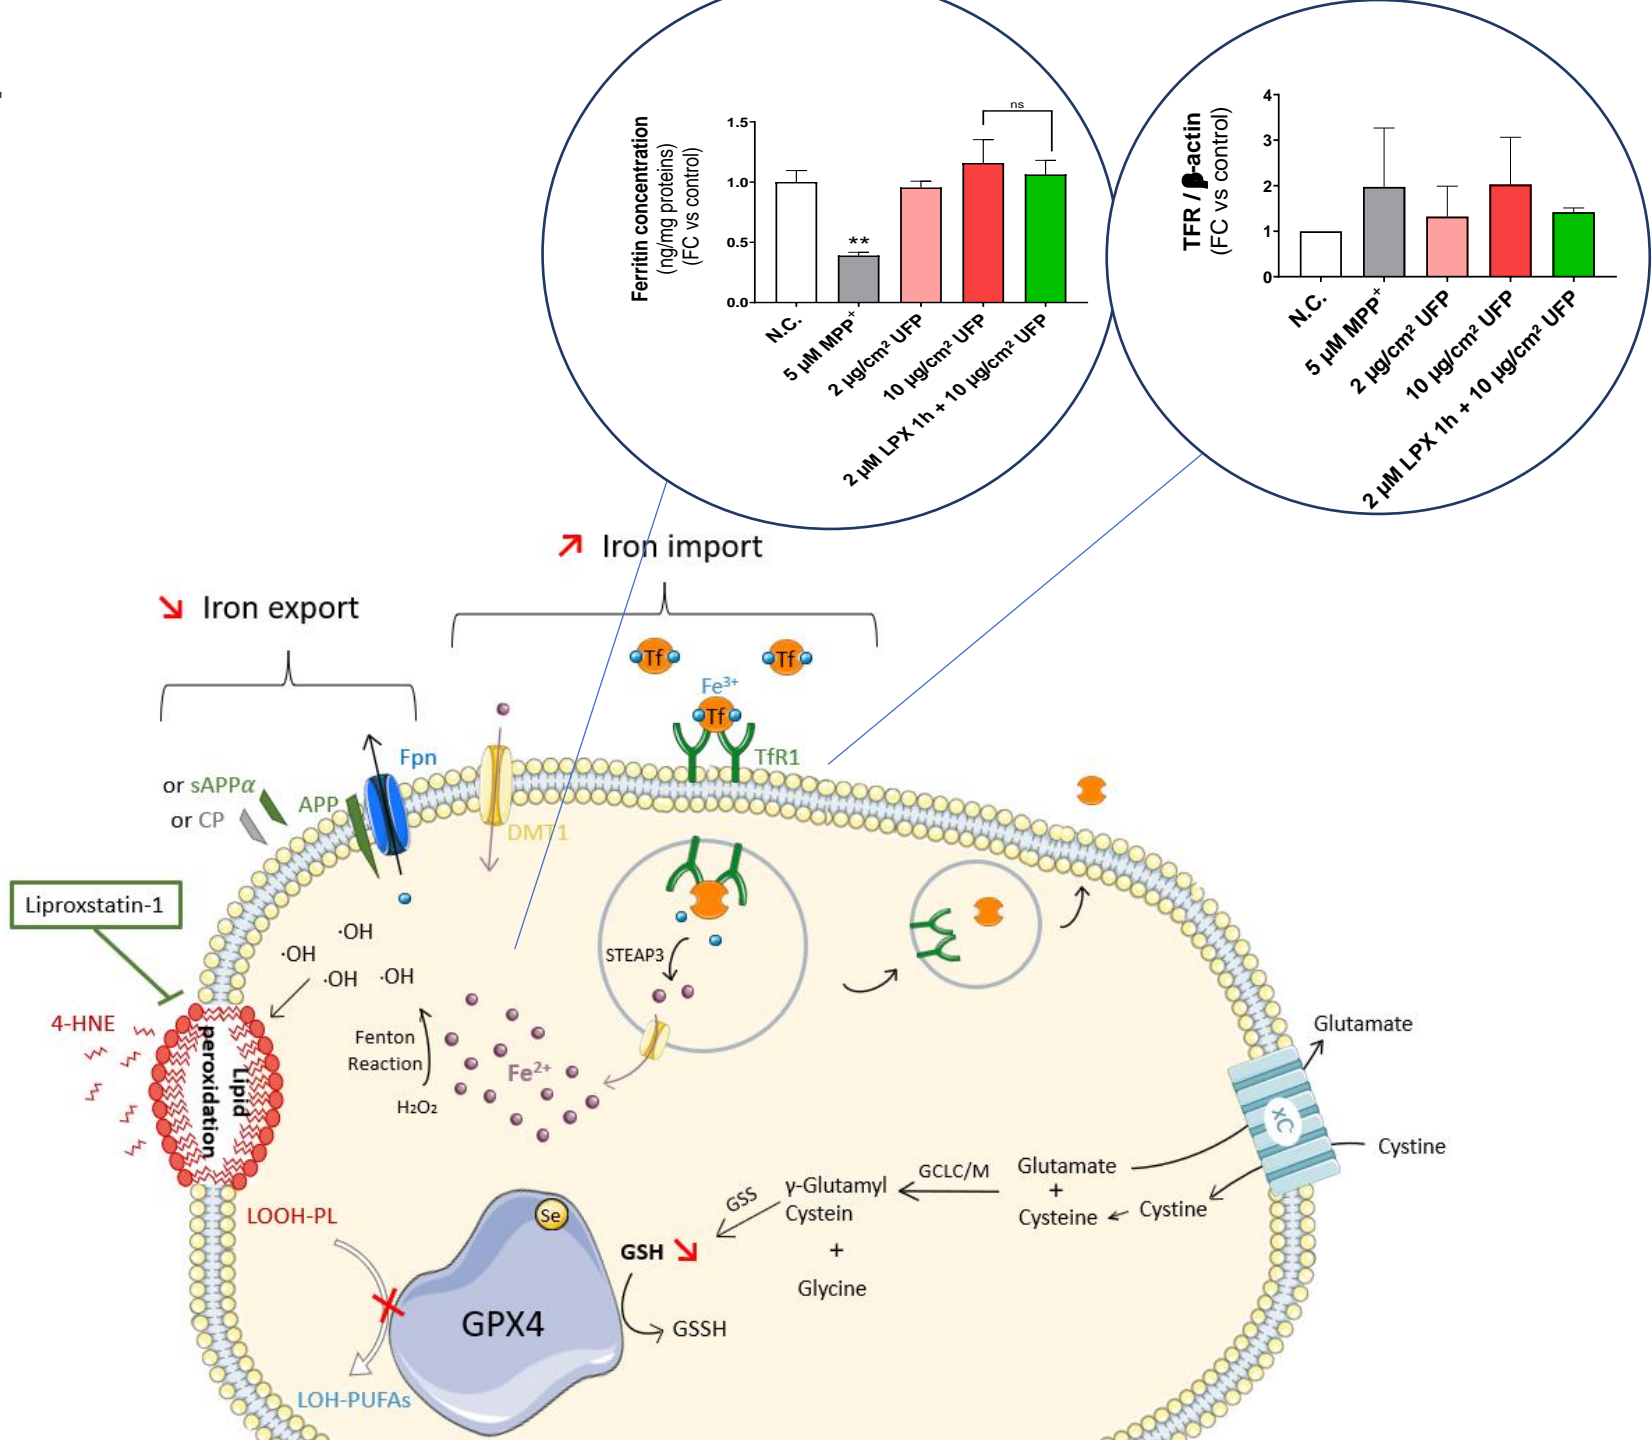 Ferritin concentration
(ng/mg proteins)
(FC vs control)
1.5
1.0
0.5
0.0
**
ns
N.C.
5 µM MPP⁺
2 µg/cm² UFP
10 µg/cm² UFP
2 µM LPX 1h + 10 µg/cm² UFP
TFR / β-actin
(FC vs control)
4
3
2
1
0
N.C.
5 µM MPP⁺
2 µg/cm² UFP
10 µg/cm² UFP
2 µM LPX 1h + 10 µg/cm² UFP
Iron import
Iron export
Tf
Tf
Fe³⁺
Tf
TfR1
Fpn
or sAPPα
APP
or CP
DMT1
Liproxstatin-1
·OH
·OH
·OH
·OH
STEAP3
4-HNE
Lipid
peroxidation
Fenton
Reaction
H₂O₂
Fe²⁺
Glutamate
xC
Cystine
Glutamate
+
Cysteine
Cystine
GCLC/M
γ-Glutamyl
Cystein
+
Glycine
GSS
GSH
GSSH
Se
GPX4
LOOH-PL
LOH-PUFAs